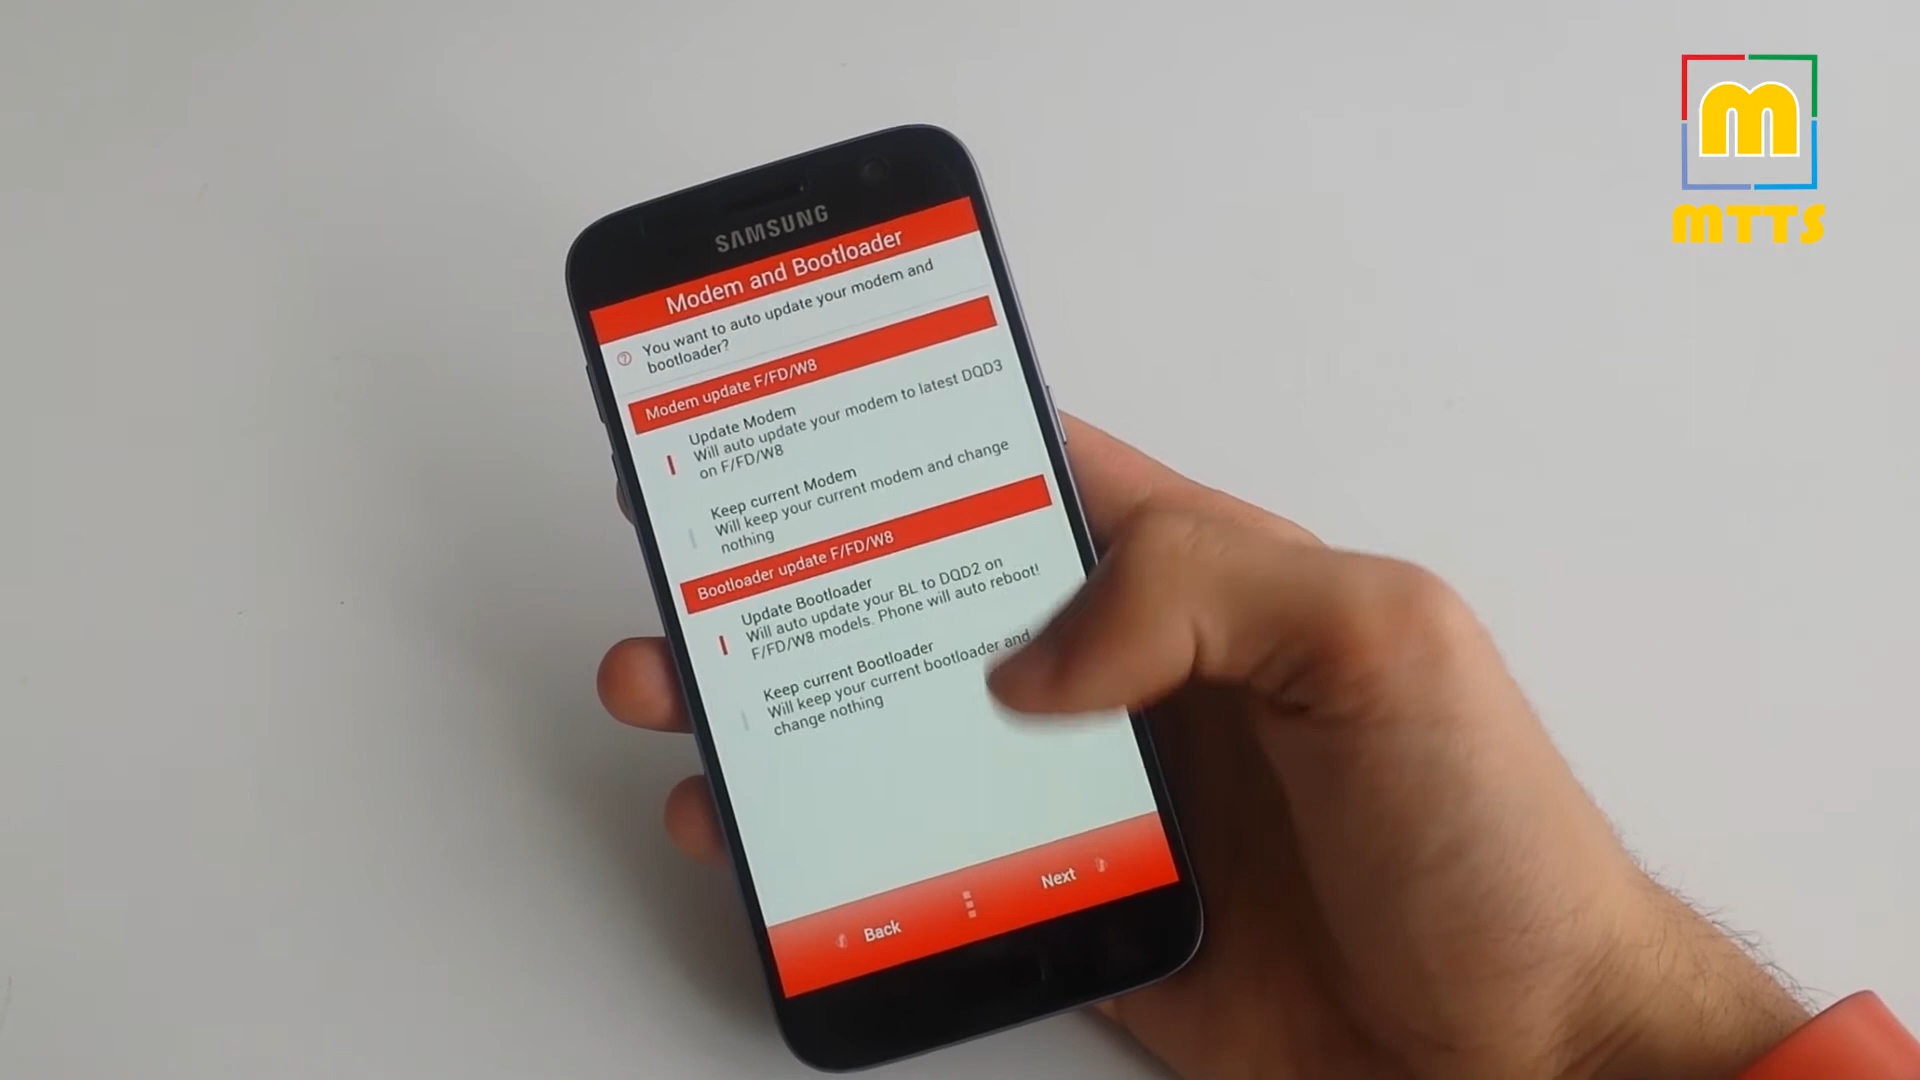 M
MTTS
SAMSUNG
Modem and Bootloader
You want to auto update your modem and
bootloader?
Modem update F/FD/W8
Update Modem
Will auto update your modem to latest DQD3
on F/FD/W8
Keep current Modem
Will keep your current modem and change
nothing
Bootloader update F/FD/W8
Update Bootloader
Will auto update your BL to DQD2 on
F/FD/W8 models. Phone will auto reboot!
Keep current Bootloader
Will keep your current bootloader and
change nothing
Back
Next